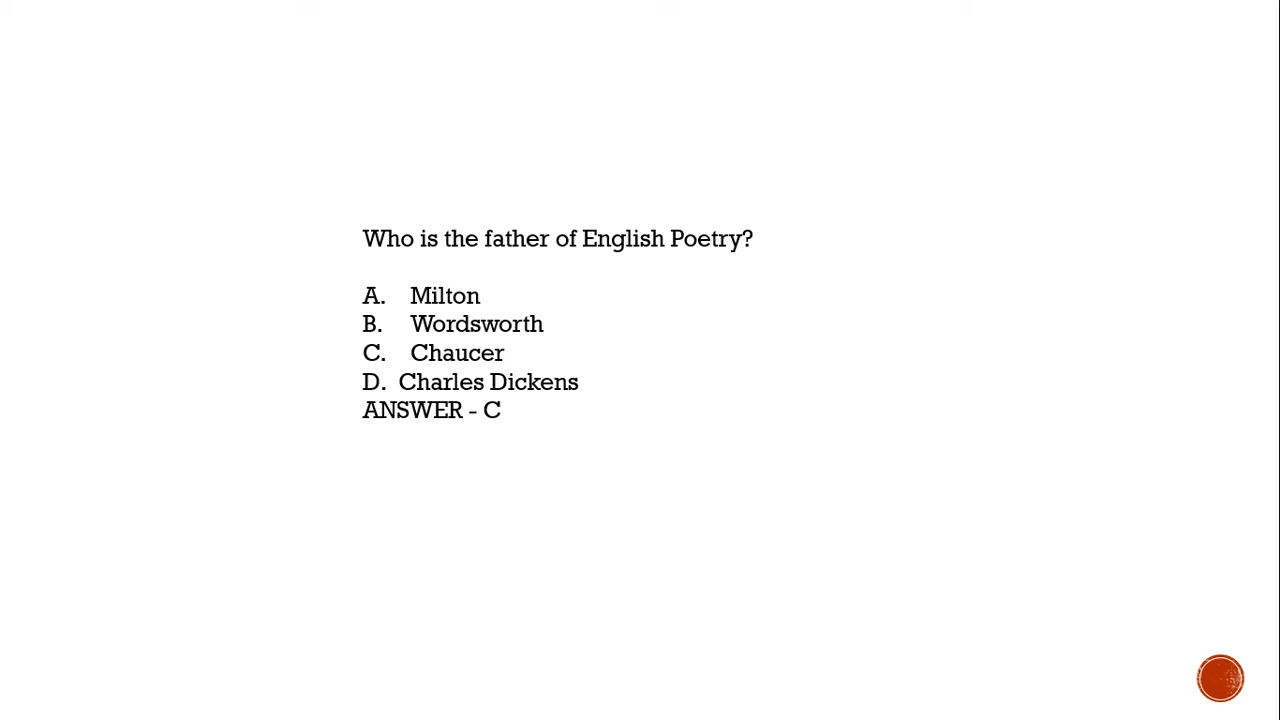 Who is the father of English Poetry?
A. Milton
B. Wordsworth
C. Chaucer
D. Charles Dickens
ANSWER - C